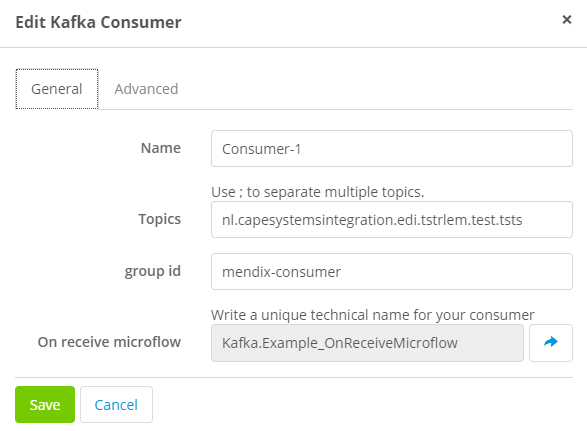 Edit Kafka Consumer ×
General Advanced
Name Consumer-1
Use ; to separate multiple topics.
Topics nl.capesystemsintegration.edi.tstrlem.test.tsts
group id mendix-consumer
Write a unique technical name for your consumer
On receive microflow Kafka.Example_OnReceiveMicroflow
Save Cancel